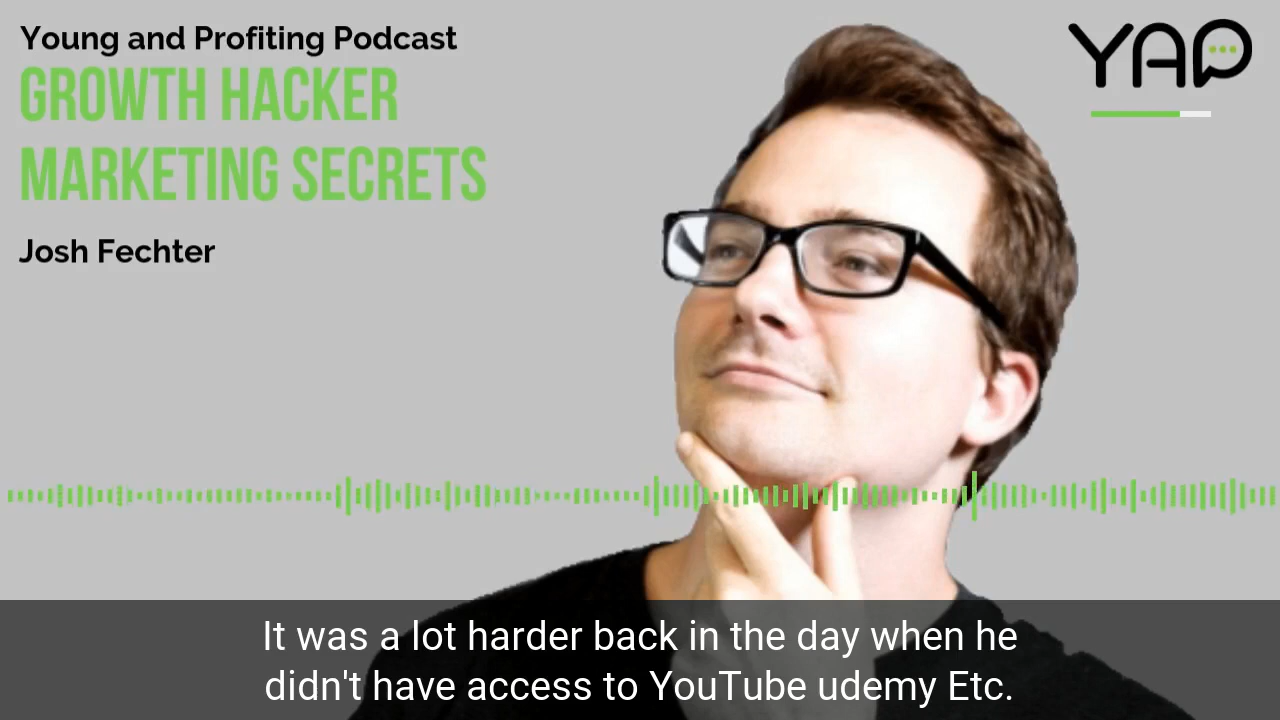 Young and Profiting Podcast
YAP
GROWTH HACKER
MARKETING SECRETS
Josh Fechter
It was a lot harder back in the day when he
didn't have access to YouTube udemy Etc.